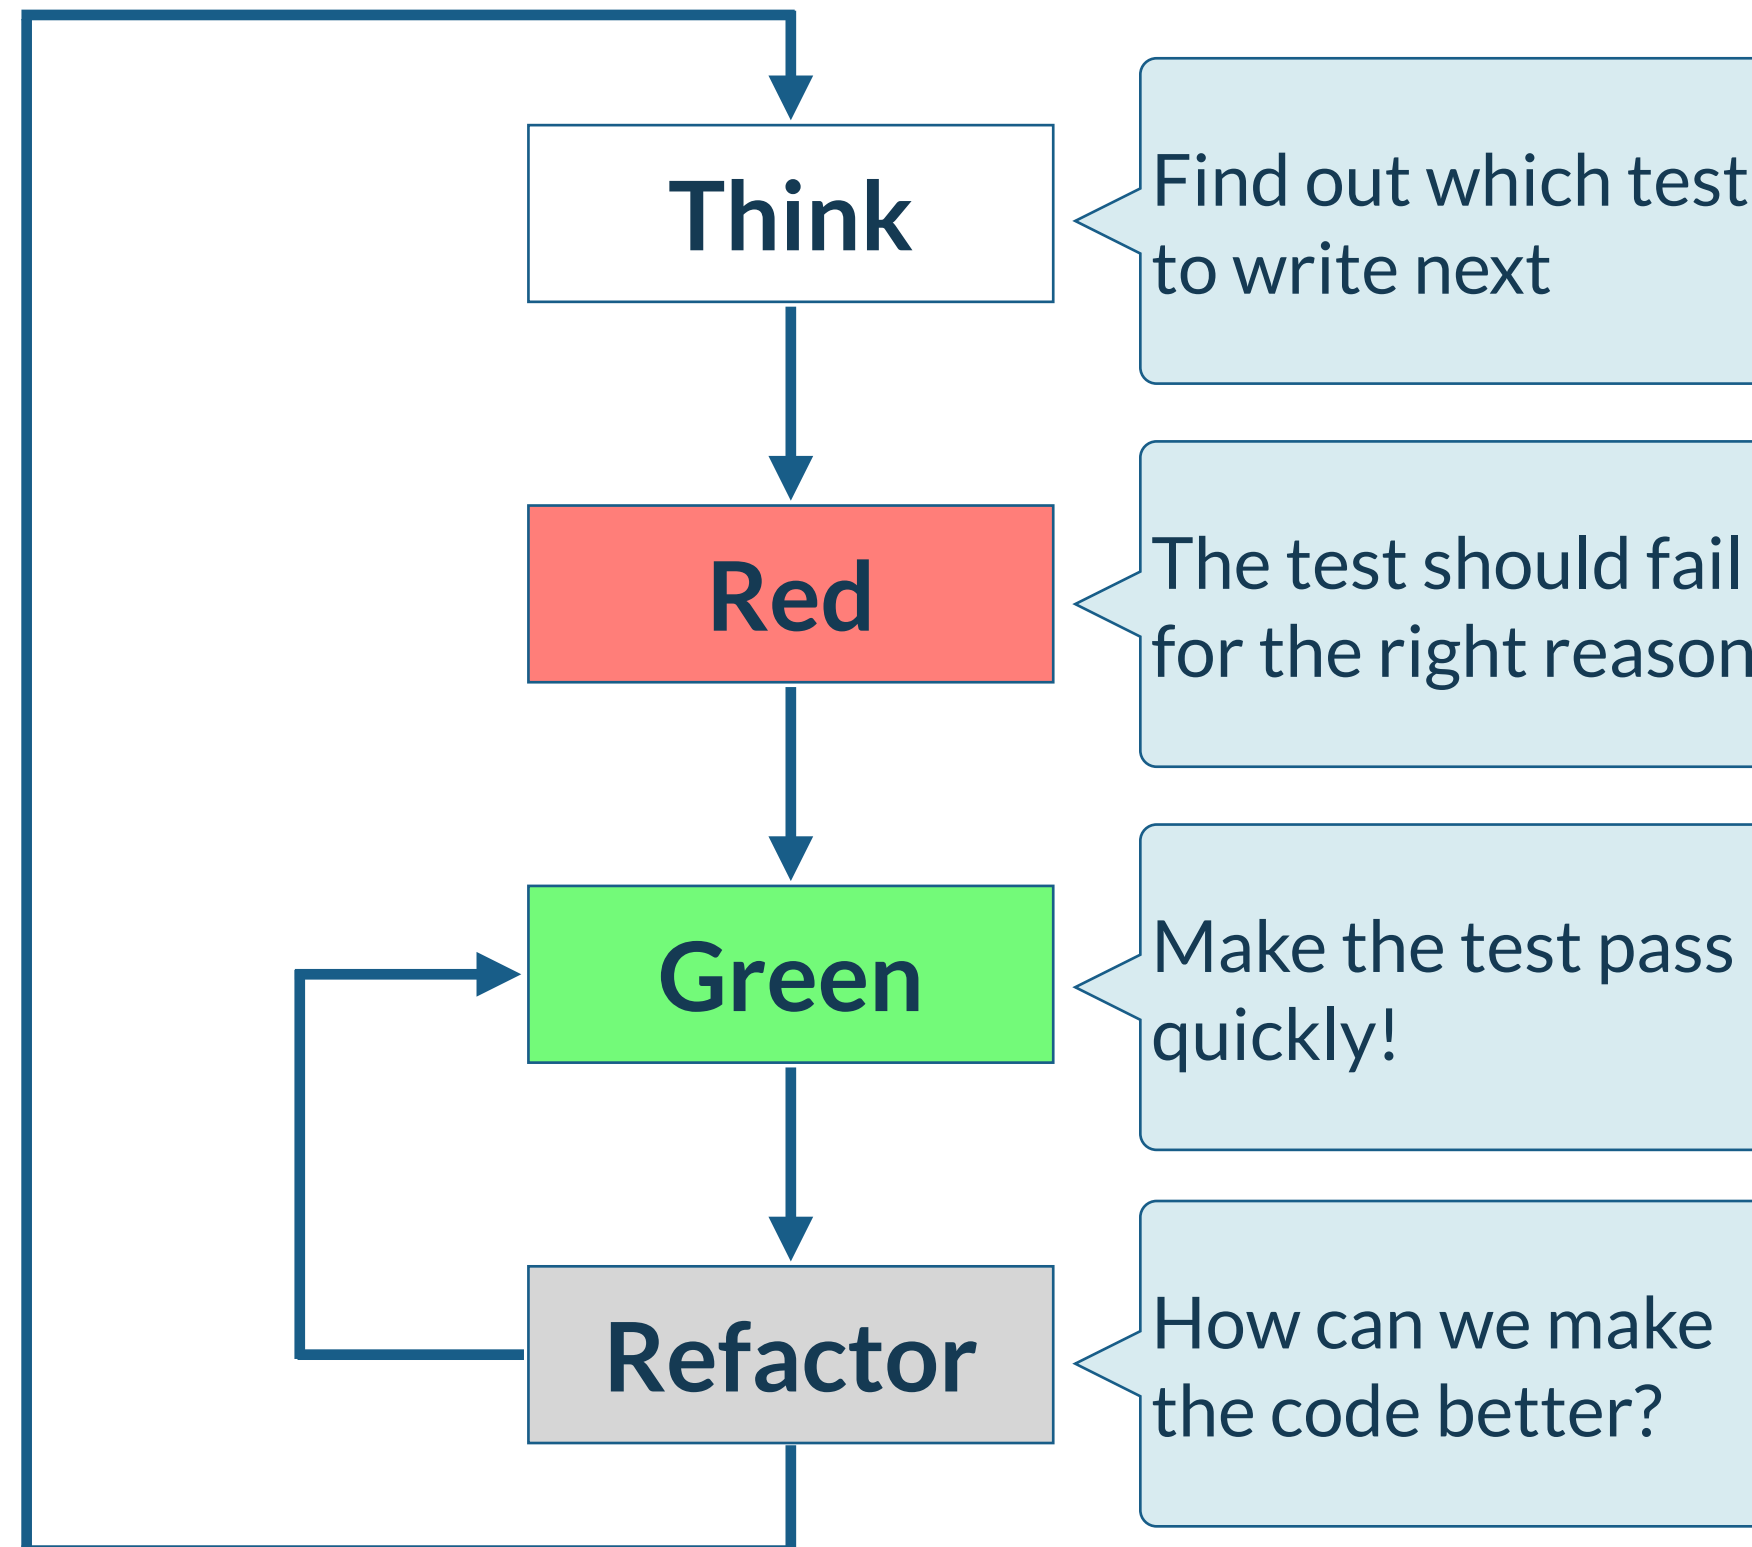 Think
Find out which test
to write next
Red
The test should fail
for the right reason
Green
Make the test pass
quickly!
Refactor
How can we make
the code better?